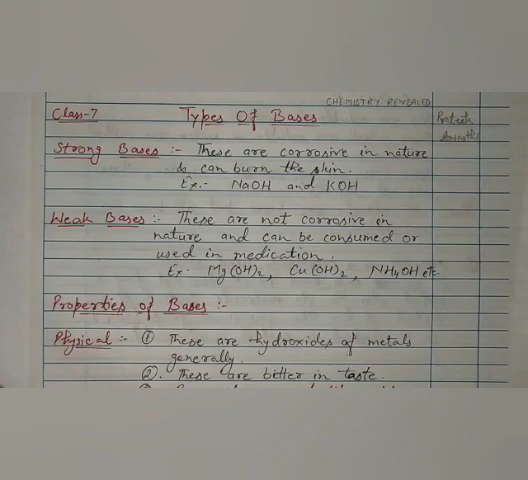 CHEMISTRY REVEALED
Class-7 Types Of Bases Prateek
Strong Bases :- These are corrosive in nature
& can burn the skin.
Ex.- NaOH and KOH
Weak Bases :- These are not corrosive in
nature and can be consumed or
used in medication.
Ex- Mg(OH)2, Cu(OH)2, NH4OH etc
Properties of Bases :-
Physical :- ① These are hydroxides of metals
generally.
②. These are bitter in taste.